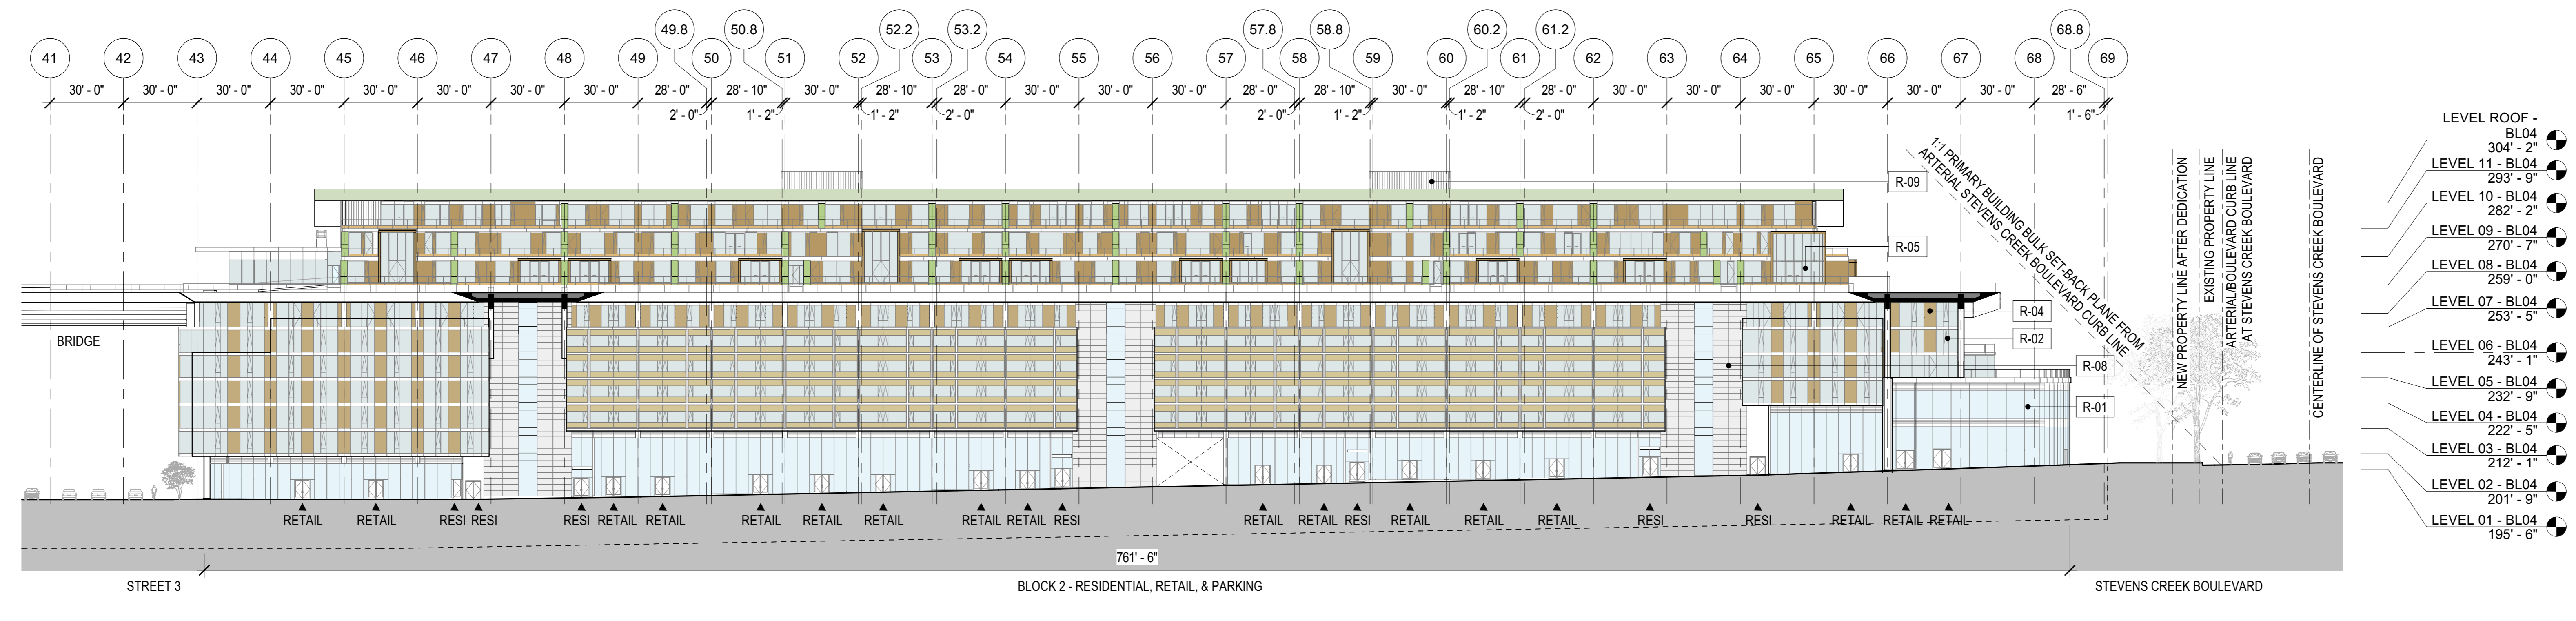 49.8
50.8
52.2
53.2
57.8
58.8
60.2
61.2
68.8
41
42
43
44
45
46
47
48
49
50
51
52
53
54
55
56
57
58
59
60
61
62
63
64
65
66
67
68
69
30' - 0"
30' - 0"
30' - 0"
30' - 0"
30' - 0"
30' - 0"
30' - 0"
30' - 0"
28' - 0"
28' - 10"
30' - 0"
28' - 10"
28' - 0"
30' - 0"
30' - 0"
30' - 0"
28' - 0"
28' - 10"
30' - 0"
28' - 10"
28' - 0"
30' - 0"
30' - 0"
30' - 0"
30' - 0"
30' - 0"
30' - 0"
28' - 6"
2' - 0"
1' - 2"
1' - 2"
2' - 0"
2' - 0"
1' - 2"
1' - 2"
2' - 0"
1' - 6"
LEVEL ROOF -
BL04
304' - 2"
LEVEL 11 - BL04
293' - 9"
LEVEL 10 - BL04
282' - 2"
LEVEL 09 - BL04
270' - 7"
LEVEL 08 - BL04
259' - 0"
LEVEL 07 - BL04
253' - 5"
LEVEL 06 - BL04
243' - 1"
LEVEL 05 - BL04
232' - 9"
LEVEL 04 - BL04
222' - 5"
LEVEL 03 - BL04
212' - 1"
LEVEL 02 - BL04
201' - 9"
LEVEL 01 - BL04
195' - 6"
1:1 PRIMARY BUILDING BULK SET-BACK PLANE FROM
ARTERIAL STEVENS CREEK BOULEVARD CURB LINE
NEW PROPERTY LINE AFTER DEDICATION
EXISTING PROPERTY LINE
ARTERIAL/BOULEVARD CURB LINE
AT STEVENS CREEK BOULEVARD
CENTERLINE OF STEVENS CREEK BOULEVARD
R-09
R-05
R-04
R-02
R-08
R-01
BRIDGE
RETAIL
RETAIL
RESI
RESI
RESI
RETAIL
RETAIL
RETAIL
RETAIL
RETAIL
RETAIL
RETAIL
RESI
RETAIL
RETAIL
RESI
RETAIL
RETAIL
RETAIL
RESI
RESI
RETAIL
RETAIL
RETAIL
761' - 6"
STREET 3
BLOCK 2 - RESIDENTIAL, RETAIL, & PARKING
STEVENS CREEK BOULEVARD